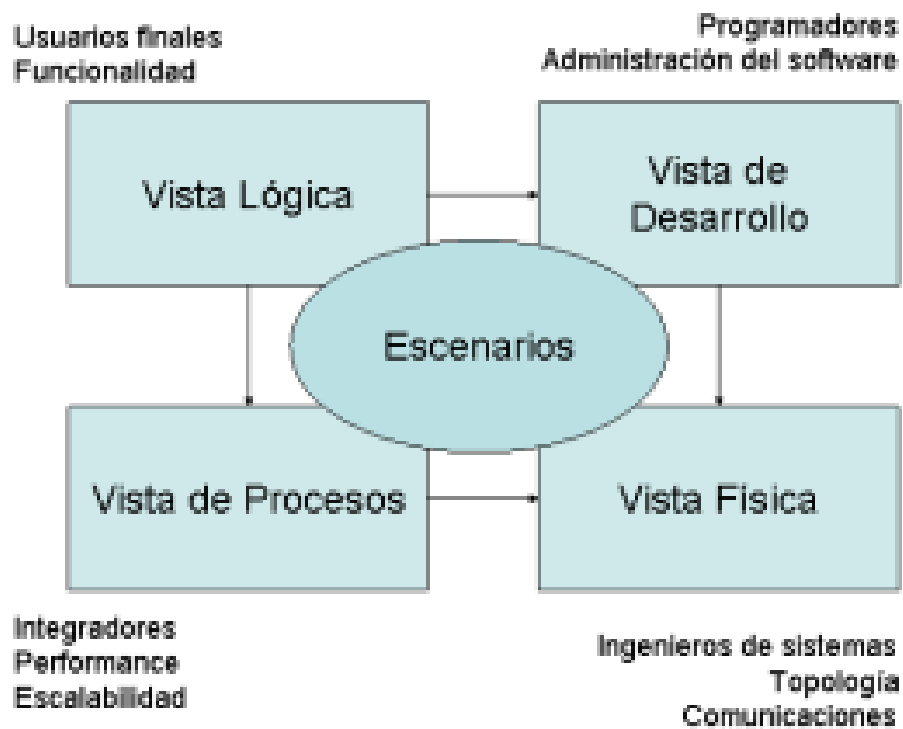 Usuarios finales
Funcionalidad
Programadores
Administración del software
Vista Lógica
Vista de
Desarrollo
Escenarios
Vista de Procesos
Vista Física
Integradores
Performance
Escalabilidad
Ingenieros de sistemas
Topología
Comunicaciones